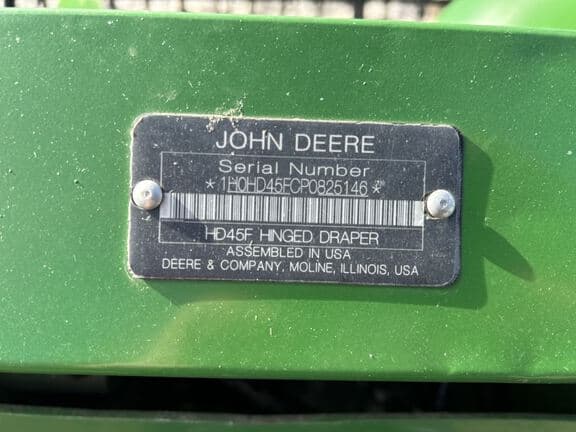 JOHN DEERE
Serial Number
*1H0HD45FCP0825146*
HD45F HINGED DRAPER
ASSEMBLED IN USA
DEERE & COMPANY, MOLINE, ILLINOIS, USA